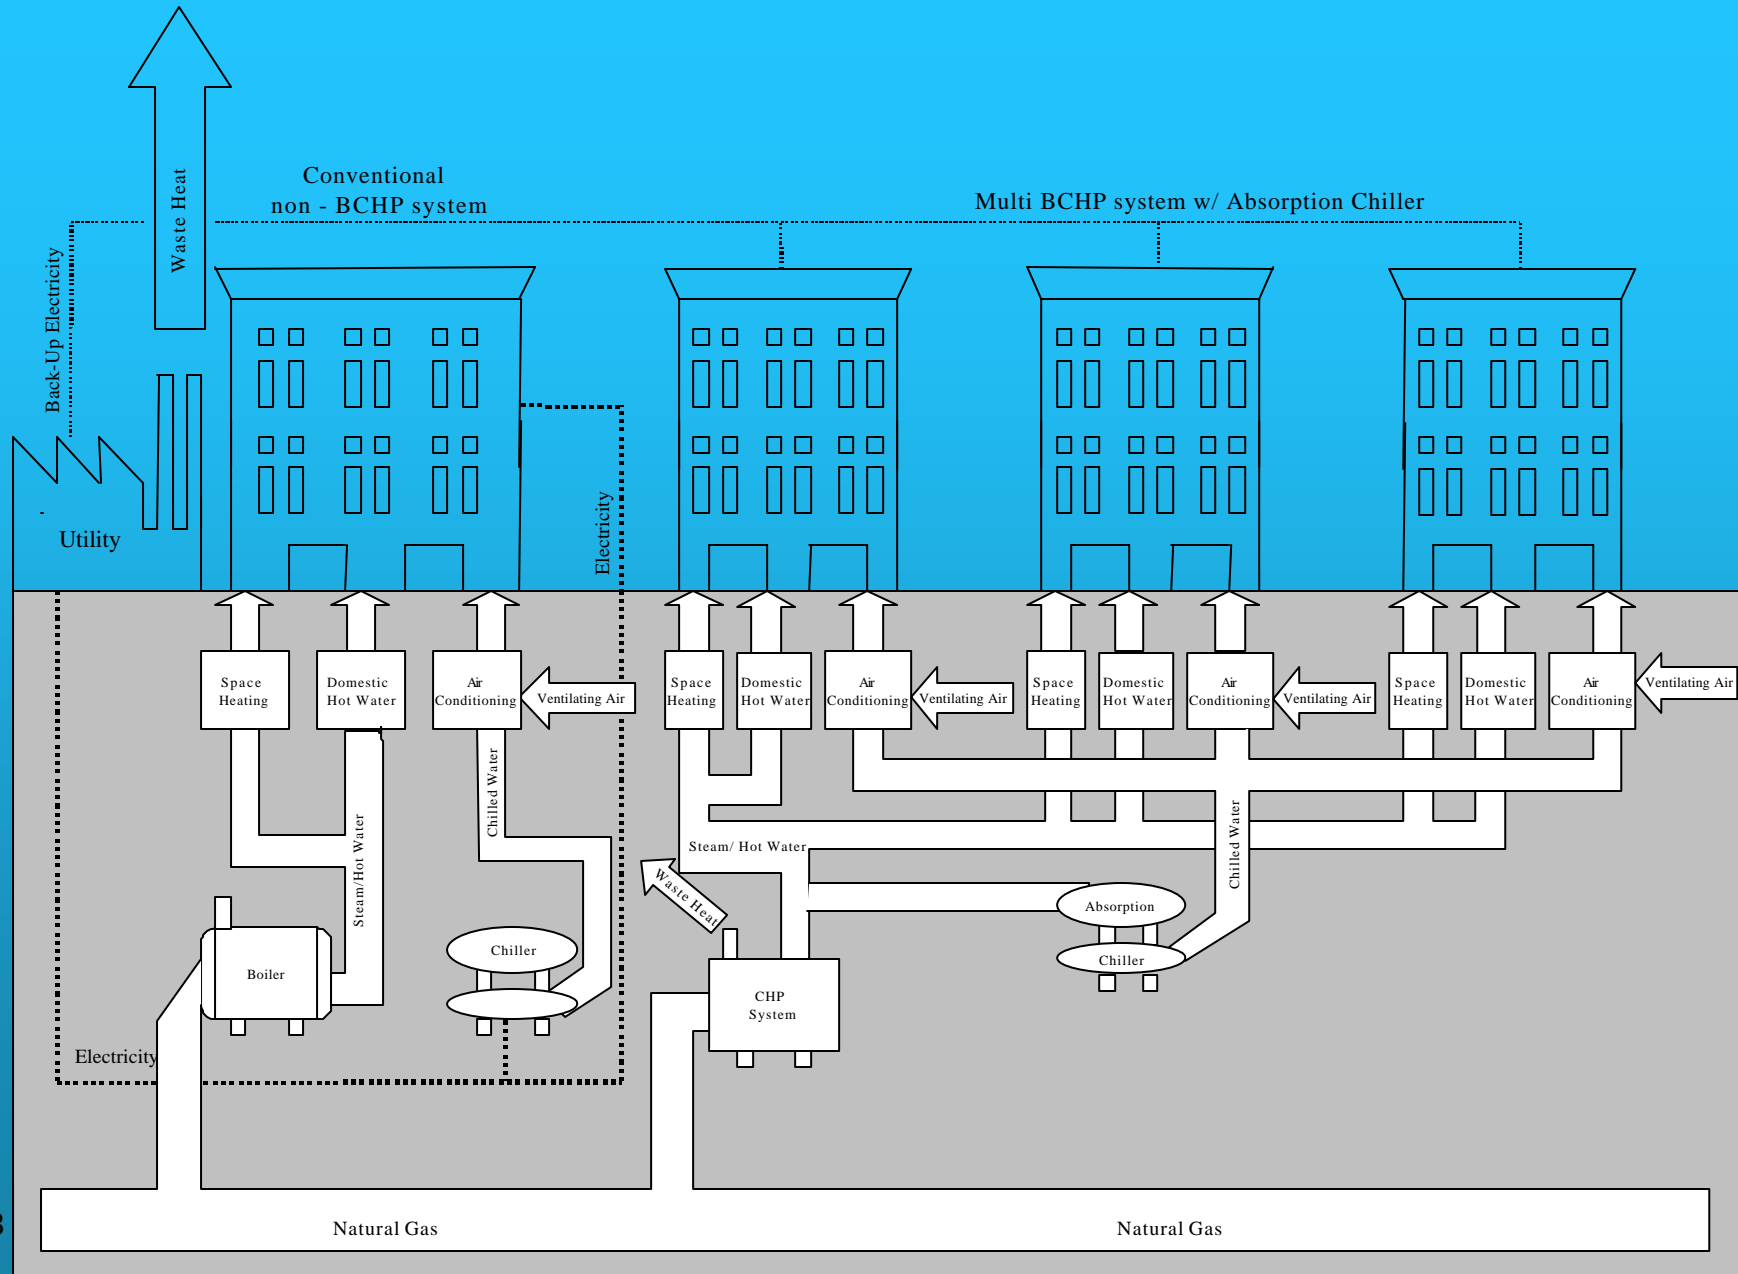 Waste Heat
Conventional
non - BCHP system
Multi BCHP system w/ Absorption Chiller
Back-Up Electricity
Utility
Electricity
Space
Heating
Domestic
Hot Water
Air
Conditioning
Ventilating Air
Space
Heating
Domestic
Hot Water
Air
Conditioning
Ventilating Air
Space
Heating
Domestic
Hot Water
Air
Conditioning
Ventilating Air
Space
Heating
Domestic
Hot Water
Air
Conditioning
Ventilating Air
Steam/Hot Water
Chilled Water
Steam/ Hot Water
Chilled Water
Waste Heat
Absorption
Chiller
Boiler
Chiller
CHP
System
Electricity
Natural Gas
Natural Gas